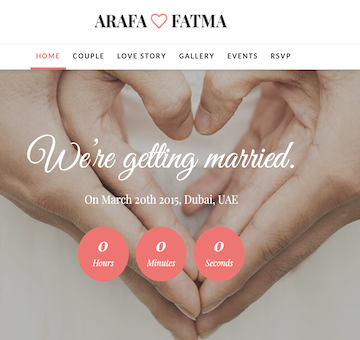 ARAFA FATMA
HOME COUPLE LOVE STORY GALLERY EVENTS RSVP
We're getting married.
On March 20th 2015, Dubai, UAE
0 0 0
Hours Minutes Seconds